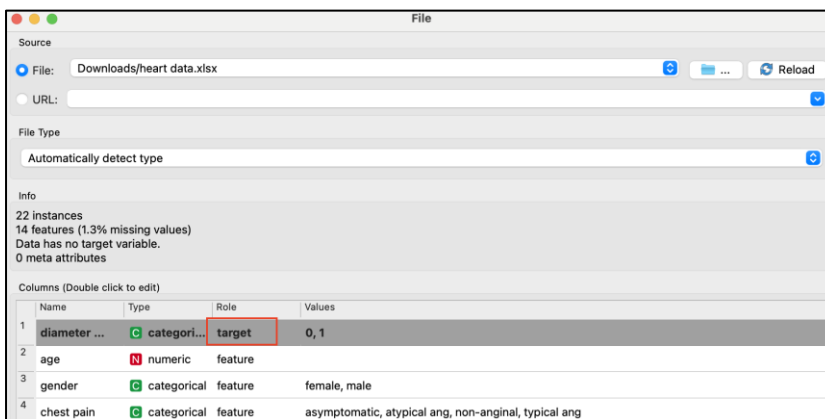 File
Source
File: Downloads/heart data.xlsx ... Reload
URL:
File Type
Automatically detect type
Info
22 instances
14 features (1.3% missing values)
Data has no target variable.
0 meta attributes
Columns (Double click to edit)
Name Type Role Values
1 diameter ... C categori... target 0, 1
2 age N numeric feature
3 gender C categorical feature female, male
4 chest pain C categorical feature asymptomatic, atypical ang, non-anginal, typical ang